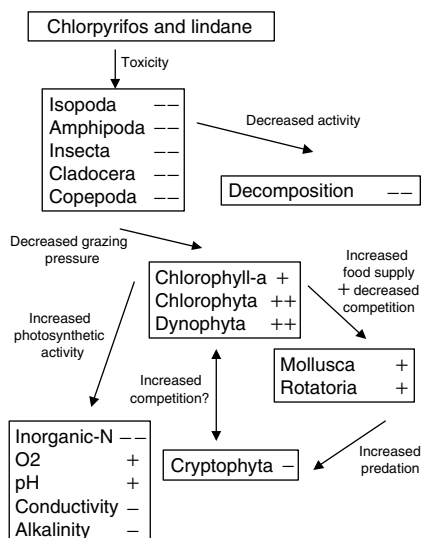 Chlorpyrifos and lindane
Toxicity
Isopoda −−
Amphipoda −−
Insecta −−
Cladocera −−
Copepoda −−
Decreased activity
Decomposition −−
Decreased grazing
pressure
Chlorophyll-a +
Chlorophyta ++
Dynophyta ++
Increased
food supply
+ decreased
competition
Increased
photosynthetic
activity
Increased
competition?
Mollusca +
Rotatoria +
Inorganic-N −−
O2 +
pH +
Conductivity −
Alkalinity −
Cryptophyta −
Increased
predation